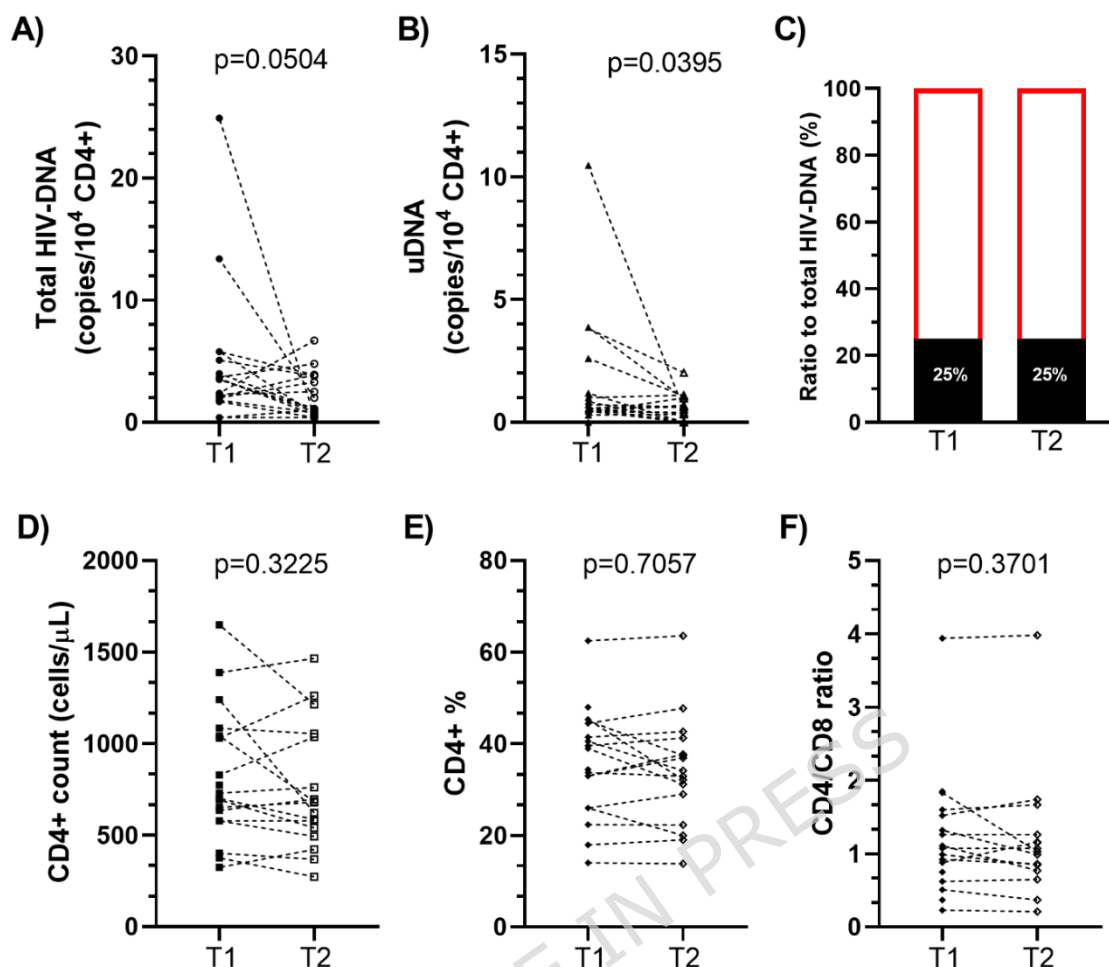 A)
p=0.0504
Total HIV-DNA
(copies/10⁴ CD4+)
30
20
10
0
T1
T2
B)
p=0.0395
uDNA
(copies/10⁴ CD4+)
15
10
5
0
T1
T2
C)
Ratio to total HIV-DNA (%)
100
80
60
40
20
0
25%
25%
T1
T2
D)
p=0.3225
CD4+ count (cells/μL)
2000
1500
1000
500
0
T1
T2
E)
p=0.7057
CD4+ %
80
60
40
20
0
T1
T2
F)
p=0.3701
CD4/CD8 ratio
5
4
3
2
1
0
T1
T2
IN PRESS